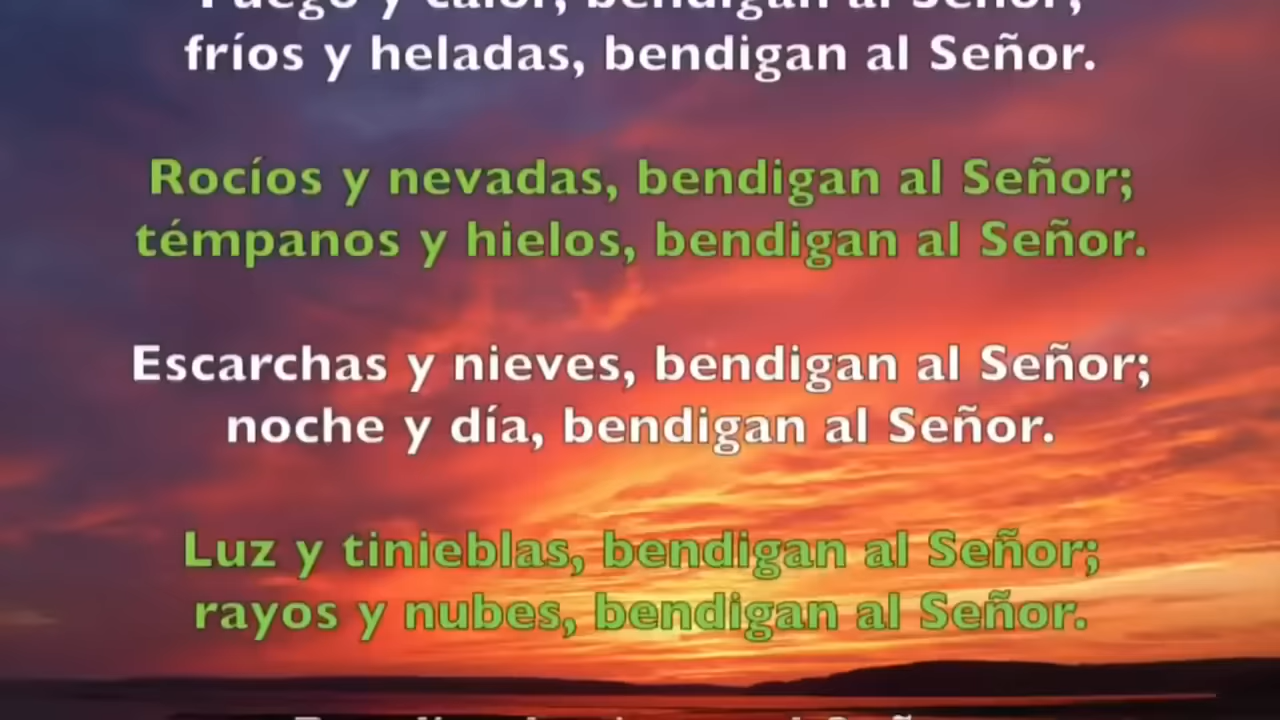 Fuego y calor, bendigan al Señor;
fríos y heladas, bendigan al Señor.
Rocíos y nevadas, bendigan al Señor;
témpanos y hielos, bendigan al Señor.
Escarchas y nieves, bendigan al Señor;
noche y día, bendigan al Señor.
Luz y tinieblas, bendigan al Señor;
rayos y nubes, bendigan al Señor.